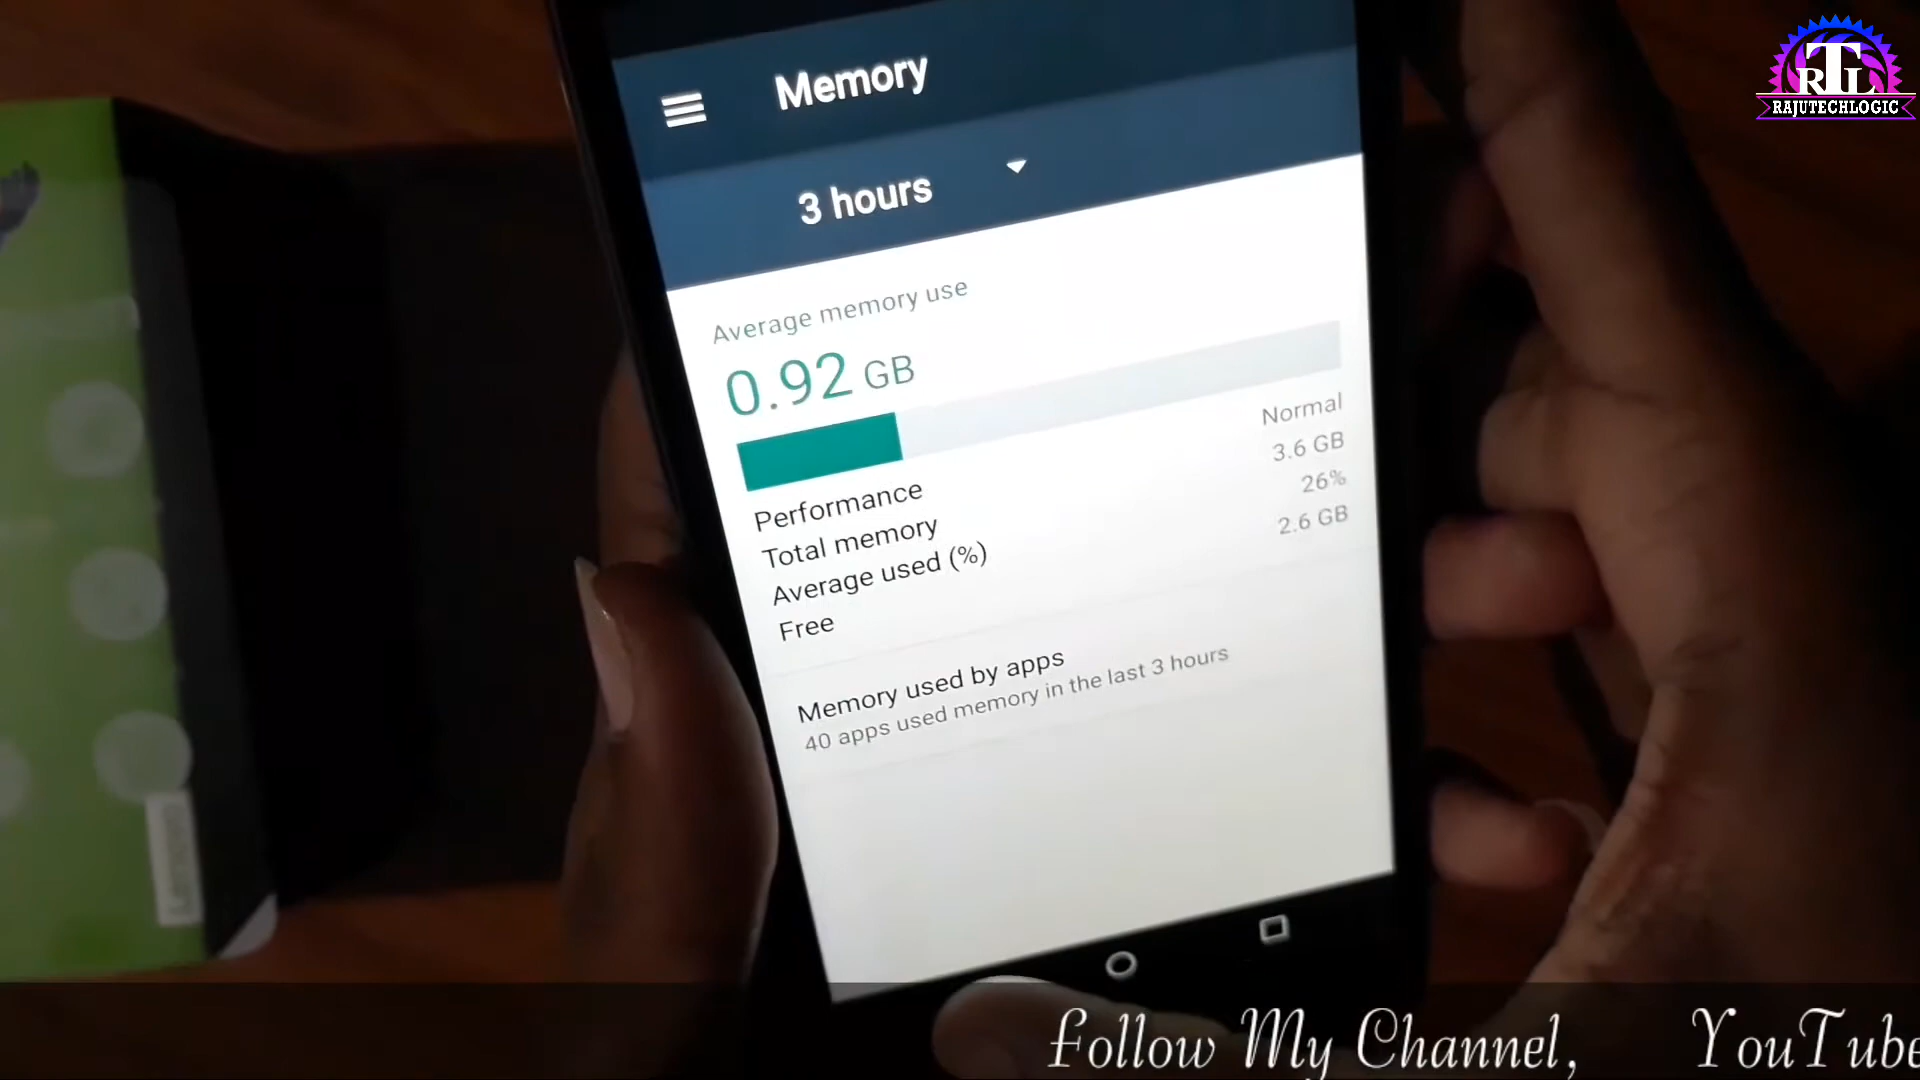 RTL
RAJUTECHLOGIC
Memory
3 hours
Average memory use
0.92 GB
Performance Normal
Total memory 3.6 GB
Average used (%) 26%
Free 2.6 GB
Memory used by apps
40 apps used memory in the last 3 hours
Lenovo
Follow My Channel, YouTube